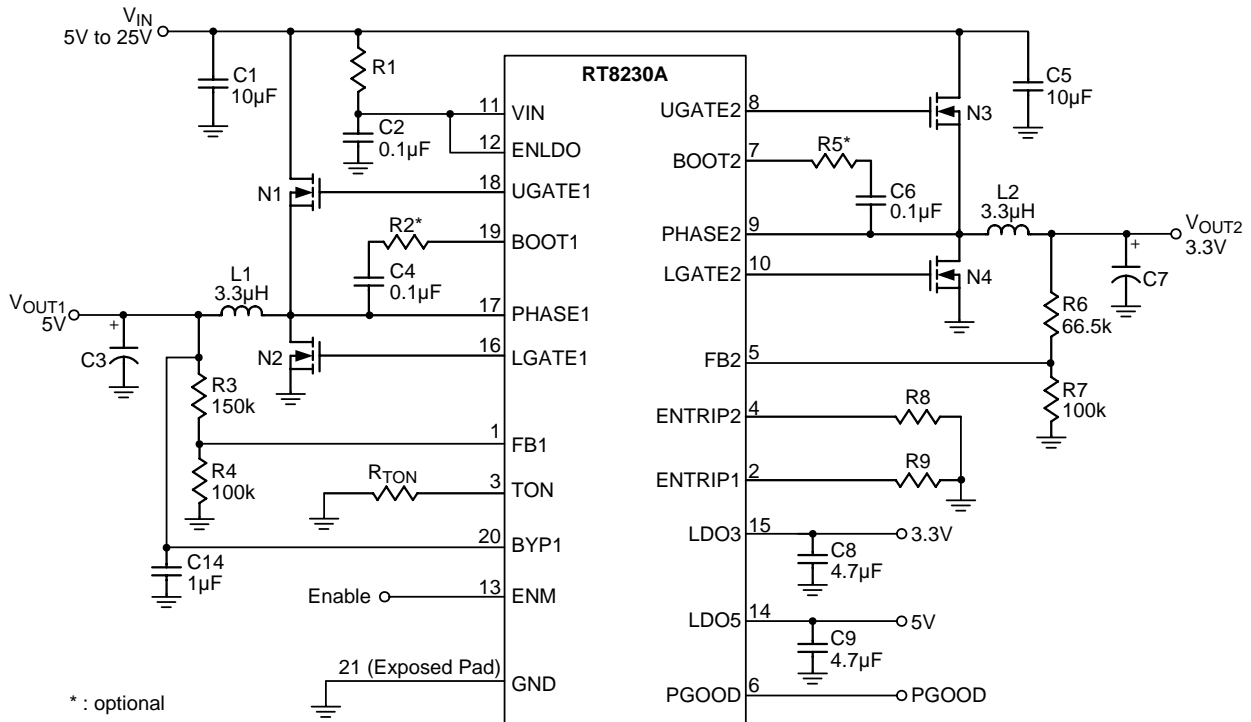 V_IN
5V to 25V
C1
10µF
R1
C2
0.1µF
RT8230A
11
VIN
12
ENLDO
N1
18
UGATE1
R2*
19
BOOT1
C4
0.1µF
L1
3.3µH
V_OUT1
5V
17
PHASE1
C3
N2
16
LGATE1
R3
150k
1
FB1
R4
100k
R_TON
3
TON
20
BYP1
C14
1µF
Enable
13
ENM
21 (Exposed Pad)
GND
* : optional
UGATE2
8
N3
C5
10µF
BOOT2
7
R5*
C6
0.1µF
L2
3.3µH
PHASE2
9
V_OUT2
3.3V
LGATE2
10
N4
C7
R6
66.5k
FB2
5
R7
100k
ENTRIP2
4
R8
ENTRIP1
2
R9
LDO3
15
3.3V
C8
4.7µF
LDO5
14
5V
C9
4.7µF
PGOOD
6
PGOOD